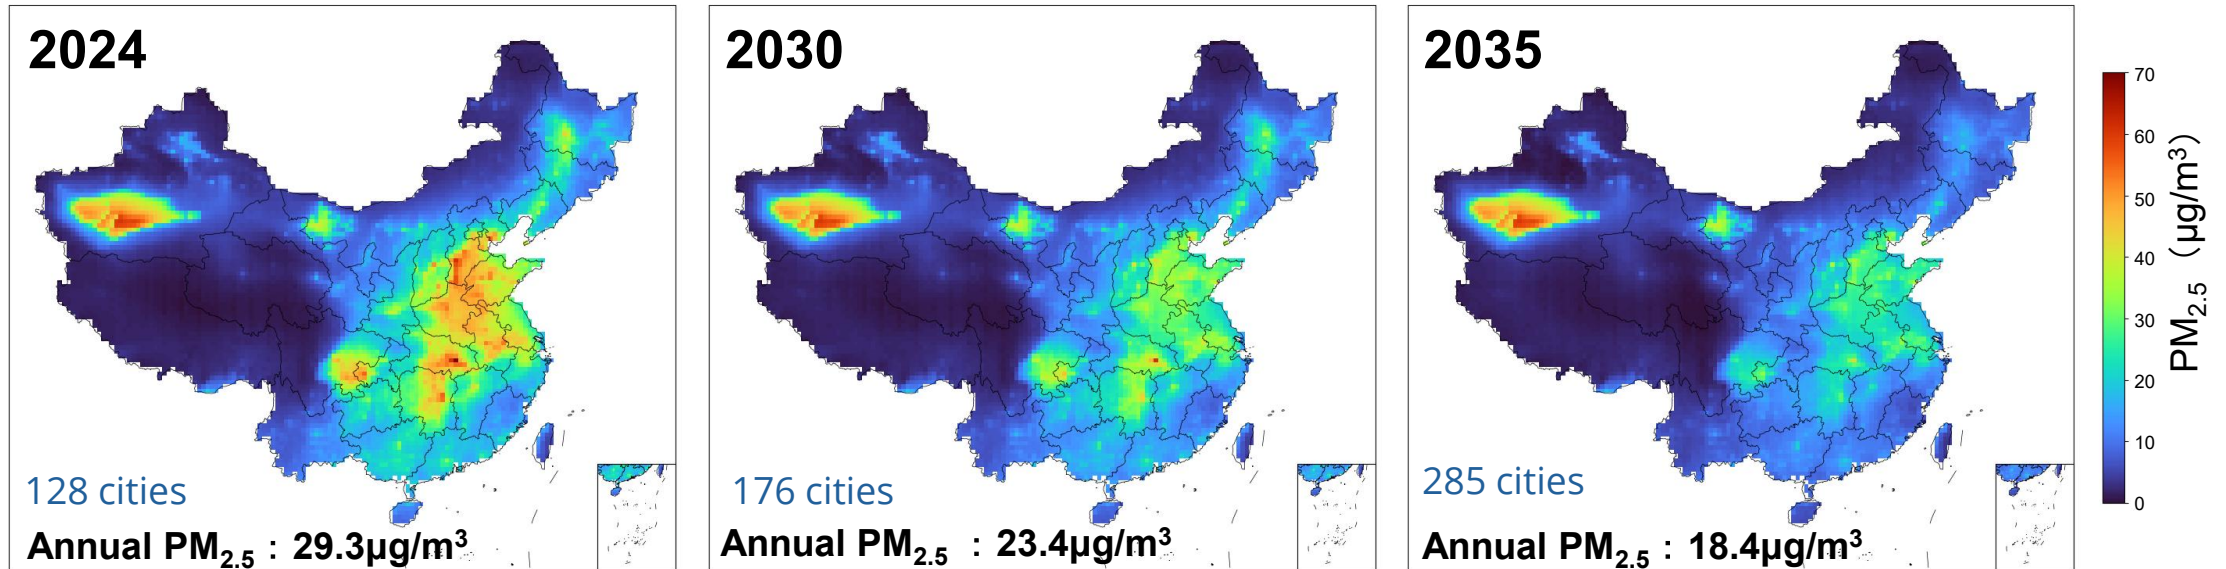 2024
128 cities
Annual PM2.5 : 29.3µg/m³
2030
176 cities
Annual PM2.5 : 23.4µg/m³
2035
285 cities
Annual PM2.5 : 18.4µg/m³
70
60
50
40
30
20
10
0
PM2.5 (µg/m³)